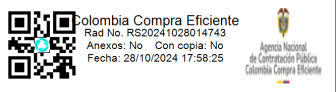 Colombia Compra Eficiente
Rad No. RS20241028014743
Anexos: No Con copia: No
Fecha: 28/10/2024 17:58:25
Agencia Nacional
de Contratación Pública
Colombia Compra Eficiente